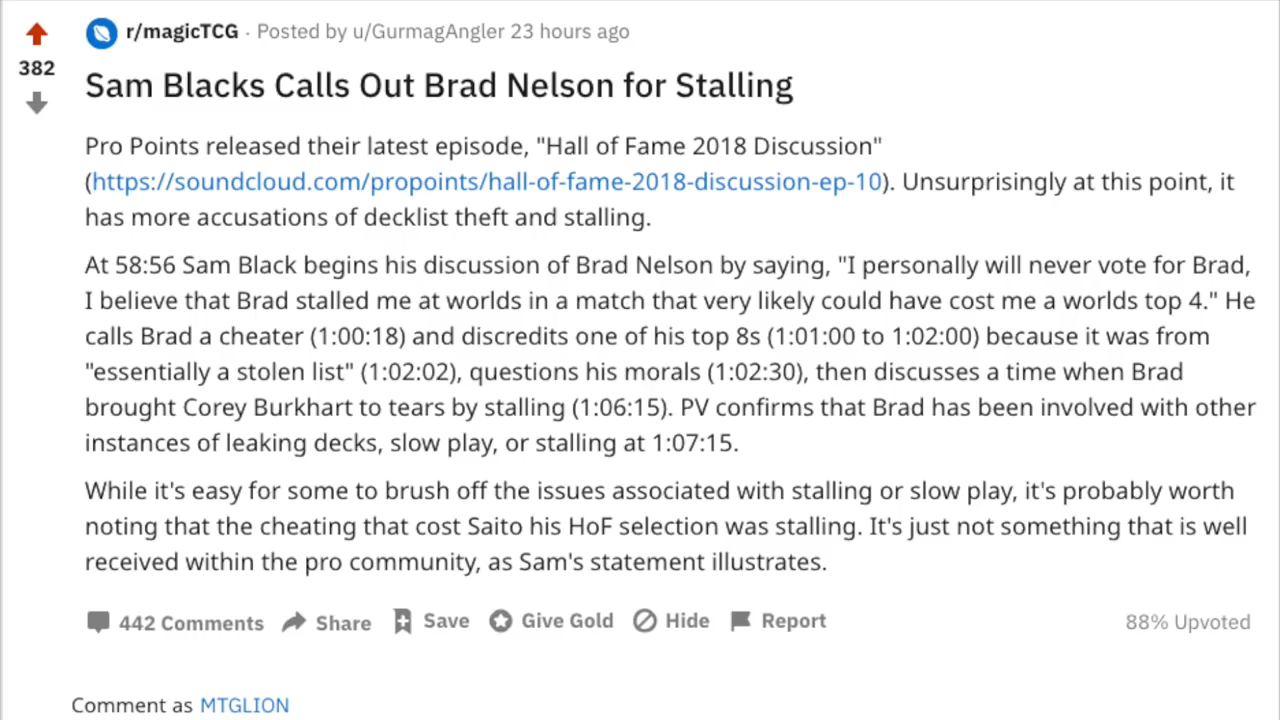 r/magicTCG · Posted by u/GurmagAngler 23 hours ago
382
Sam Blacks Calls Out Brad Nelson for Stalling
Pro Points released their latest episode, "Hall of Fame 2018 Discussion"
(https://soundcloud.com/propoints/hall-of-fame-2018-discussion-ep-10). Unsurprisingly at this point, it
has more accusations of decklist theft and stalling.
At 58:56 Sam Black begins his discussion of Brad Nelson by saying, "I personally will never vote for Brad,
I believe that Brad stalled me at worlds in a match that very likely could have cost me a worlds top 4." He
calls Brad a cheater (1:00:18) and discredits one of his top 8s (1:01:00 to 1:02:00) because it was from
"essentially a stolen list" (1:02:02), questions his morals (1:02:30), then discusses a time when Brad
brought Corey Burkhart to tears by stalling (1:06:15). PV confirms that Brad has been involved with other
instances of leaking decks, slow play, or stalling at 1:07:15.
While it's easy for some to brush off the issues associated with stalling or slow play, it's probably worth
noting that the cheating that cost Saito his HoF selection was stalling. It's just not something that is well
received within the pro community, as Sam's statement illustrates.
442 Comments Share Save Give Gold Hide Report 88% Upvoted
Comment as MTGLION